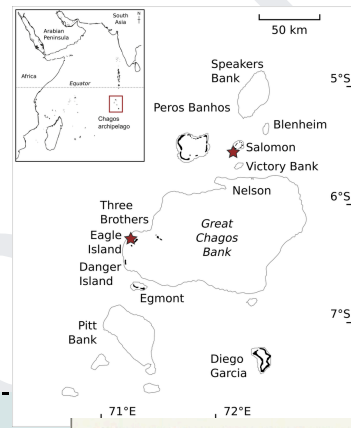 South
Asia
Arabian
Peninsula
Africa
Equator
Chagos
archipelago
50 km
5°S
Speakers
Bank
Peros Banhos
Blenheim
Salomon
Victory Bank
Nelson
6°S
Three
Brothers
Eagle
Island
Great
Chagos
Bank
Danger
Island
Egmont
7°S
Pitt
Bank
Diego
Garcia
71°E
72°E